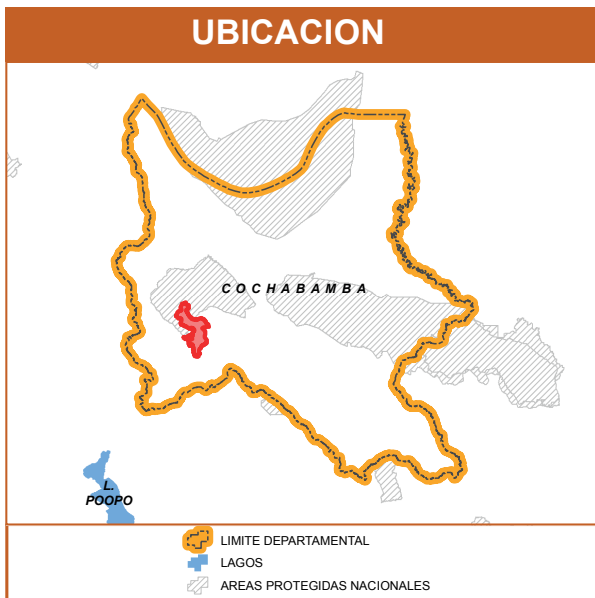 UBICACION
COCHABAMBA
L.
POOPO
LIMITE DEPARTAMENTAL
LAGOS
AREAS PROTEGIDAS NACIONALES